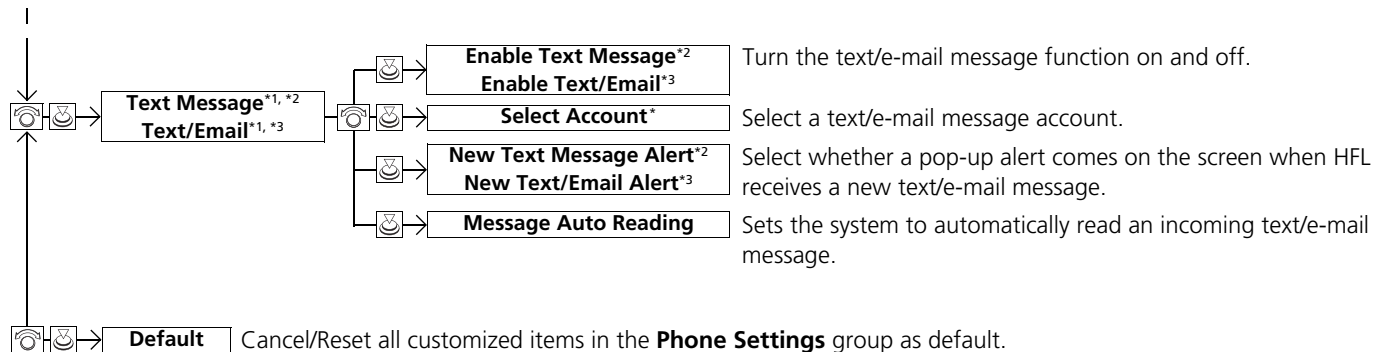 Enable Text Message*2
Enable Text/Email*3
Turn the text/e-mail message function on and off.
Text Message*1, *2
Text/Email*1, *3
Select Account*
Select a text/e-mail message account.
New Text Message Alert*2
New Text/Email Alert*3
Select whether a pop-up alert comes on the screen when HFL
receives a new text/e-mail message.
Message Auto Reading
Sets the system to automatically read an incoming text/e-mail
message.
Default
Cancel/Reset all customized items in the Phone Settings group as default.